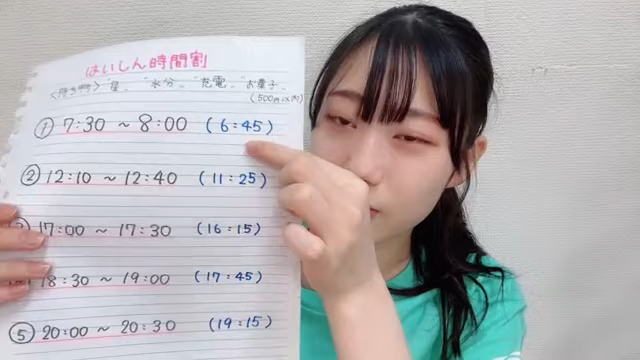 はいしん時間割
<持ち物> "星", "水分", "充電", "お菓子"
(500円以内)
① 7:30 ~ 8:00 (6:45)
② 12:10 ~ 12:40 (11:25)
17:00 ~ 17:30 (16:15)
18:30 ~ 19:00 (17:45)
⑤ 20:00 ~ 20:30 (19:15)